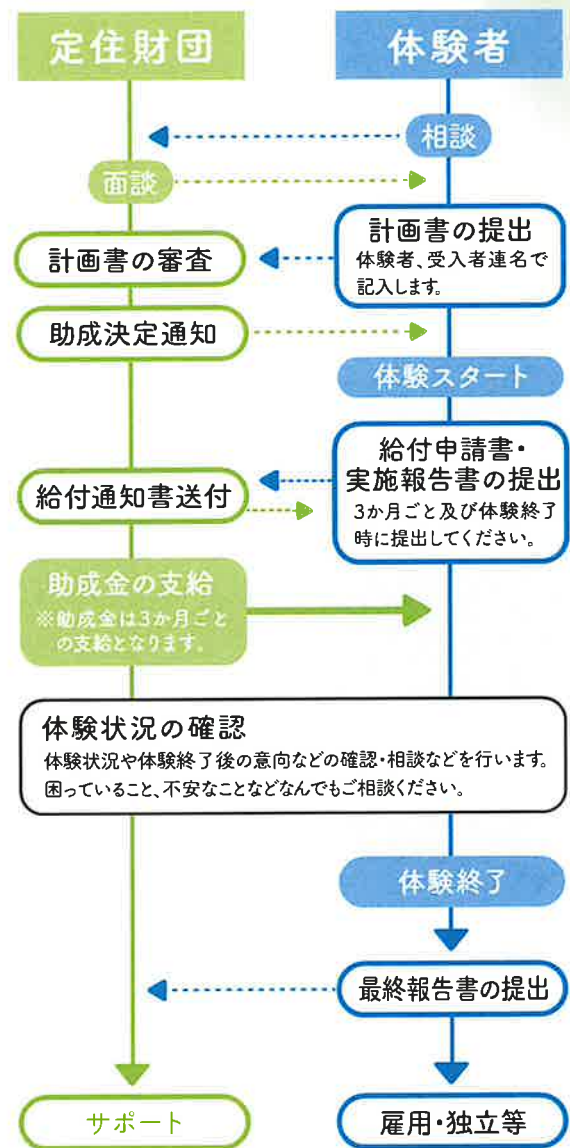 定住財団
体験者
相談
面談
計画書の提出
体験者、受入者連名で
記入します。
計画書の審査
助成決定通知
体験スタート
給付申請書・
実施報告書の提出
3か月ごと及び体験終了
時に提出してください。
給付通知書送付
助成金の支給
※助成金は3か月ごと
の支給となります。
体験状況の確認
体験状況や体験終了後の意向などの確認・相談などを行います。
困っていること、不安なことなどなんでもご相談ください。
体験終了
最終報告書の提出
サポート
雇用・独立等